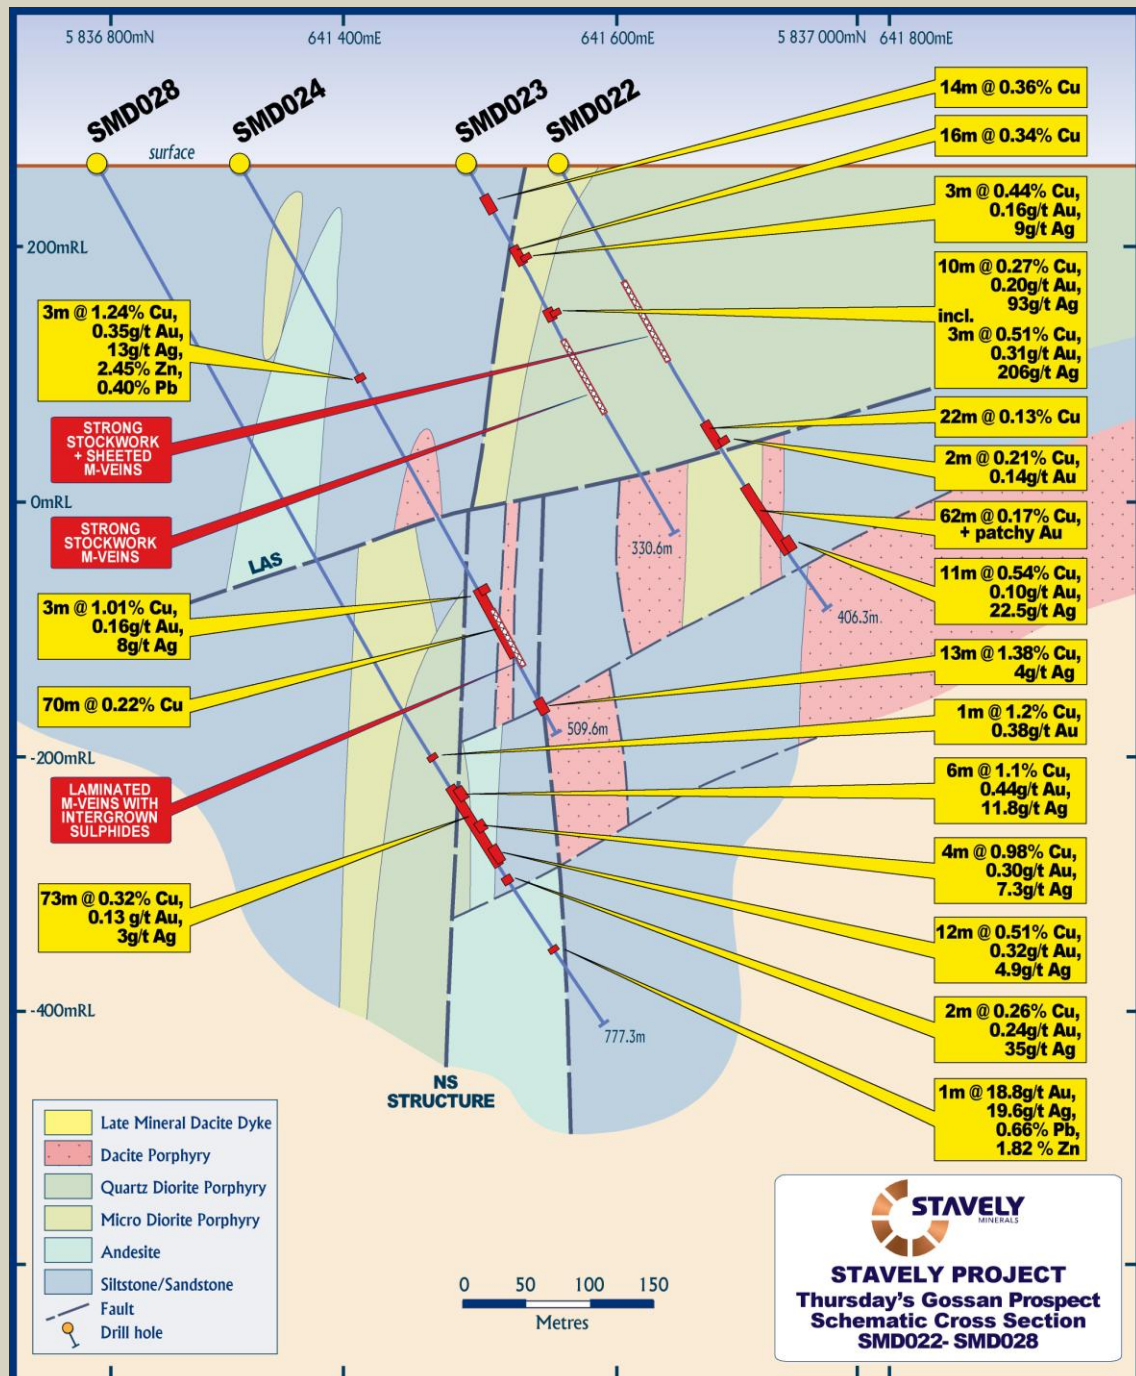 5 836 800mN
641 400mE
641 600mE
5 837 000mN
641 800mE
SMD028
SMD024
SMD023
SMD022
surface
200mRL
0mRL
-200mRL
-400mRL
3m @ 1.24% Cu,
0.35g/t Au,
13g/t Ag,
2.45% Zn,
0.40% Pb
STRONG
STOCKWORK
+ SHEETED
M-VEINS
STRONG
STOCKWORK
M-VEINS
LAS
3m @ 1.01% Cu,
0.16g/t Au,
8g/t Ag
70m @ 0.22% Cu
LAMINATED
M-VEINS WITH
INTERGROWN
SULPHIDES
73m @ 0.32% Cu,
0.13 g/t Au,
3g/t Ag
14m @ 0.36% Cu
16m @ 0.34% Cu
3m @ 0.44% Cu,
0.16g/t Au,
9g/t Ag
10m @ 0.27% Cu,
0.20g/t Au,
93g/t Ag
incl.
3m @ 0.51% Cu,
0.31g/t Au,
206g/t Ag
22m @ 0.13% Cu
2m @ 0.21% Cu,
0.14g/t Au
62m @ 0.17% Cu,
+ patchy Au
11m @ 0.54% Cu,
0.10g/t Au,
22.5g/t Ag
13m @ 1.38% Cu,
4g/t Ag
1m @ 1.2% Cu,
0.38g/t Au
6m @ 1.1% Cu,
0.44g/t Au,
11.8g/t Ag
4m @ 0.98% Cu,
0.30g/t Au,
7.3g/t Ag
12m @ 0.51% Cu,
0.32g/t Au,
4.9g/t Ag
2m @ 0.26% Cu,
0.24g/t Au,
35g/t Ag
1m @ 18.8g/t Au,
19.6g/t Ag,
0.66% Pb,
1.82 % Zn
330.6m
406.3m
509.6m
777.3m
NS
STRUCTURE
Late Mineral Dacite Dyke
Dacite Porphyry
Quartz Diorite Porphyry
Micro Diorite Porphyry
Andesite
Siltstone/Sandstone
Fault
Drill hole
0 50 100 150
Metres
STAVELY
MINERALS
STAVELY PROJECT
Thursday's Gossan Prospect
Schematic Cross Section
SMD022- SMD028